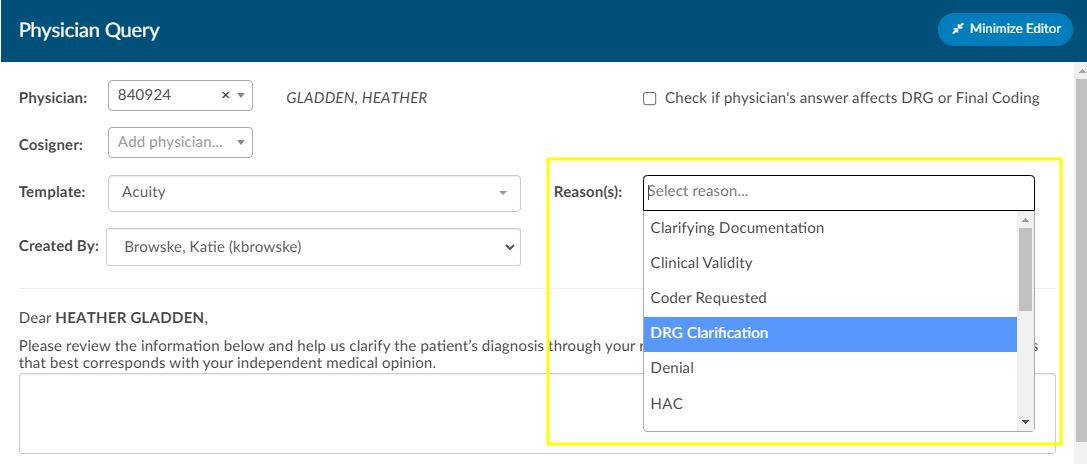 Physician Query
Minimize Editor
Physician: 840924 × GLADDEN, HEATHER
Check if physician's answer affects DRG or Final Coding
Cosigner: Add physician...
Template: Acuity
Reason(s): Select reason...
Clarifying Documentation
Clinical Validity
Coder Requested
DRG Clarification
Denial
HAC
Created By: Browske, Katie (kbrowske)
Dear HEATHER GLADDEN,
Please review the information below and help us clarify the patient's diagnosis through your
that best corresponds with your independent medical opinion.